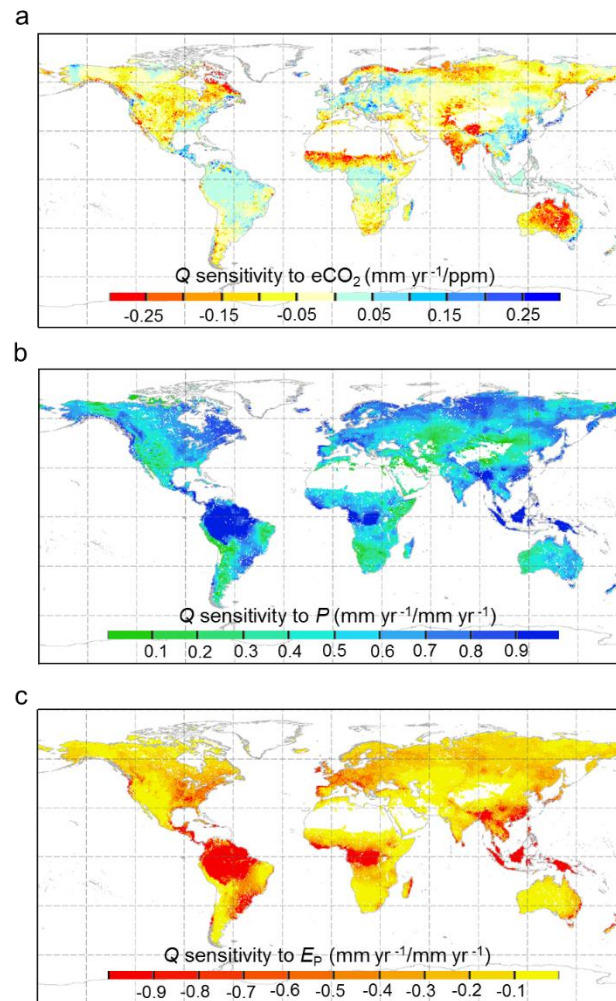 a
Q sensitivity to eCO₂ (mm yr⁻¹/ppm)
-0.25 -0.15 -0.05 0.05 0.15 0.25
b
Q sensitivity to P (mm yr⁻¹/mm yr⁻¹)
0.1 0.2 0.3 0.4 0.5 0.6 0.7 0.8 0.9
c
Q sensitivity to Eₚ (mm yr⁻¹/mm yr⁻¹)
-0.9 -0.8 -0.7 -0.6 -0.5 -0.4 -0.3 -0.2 -0.1